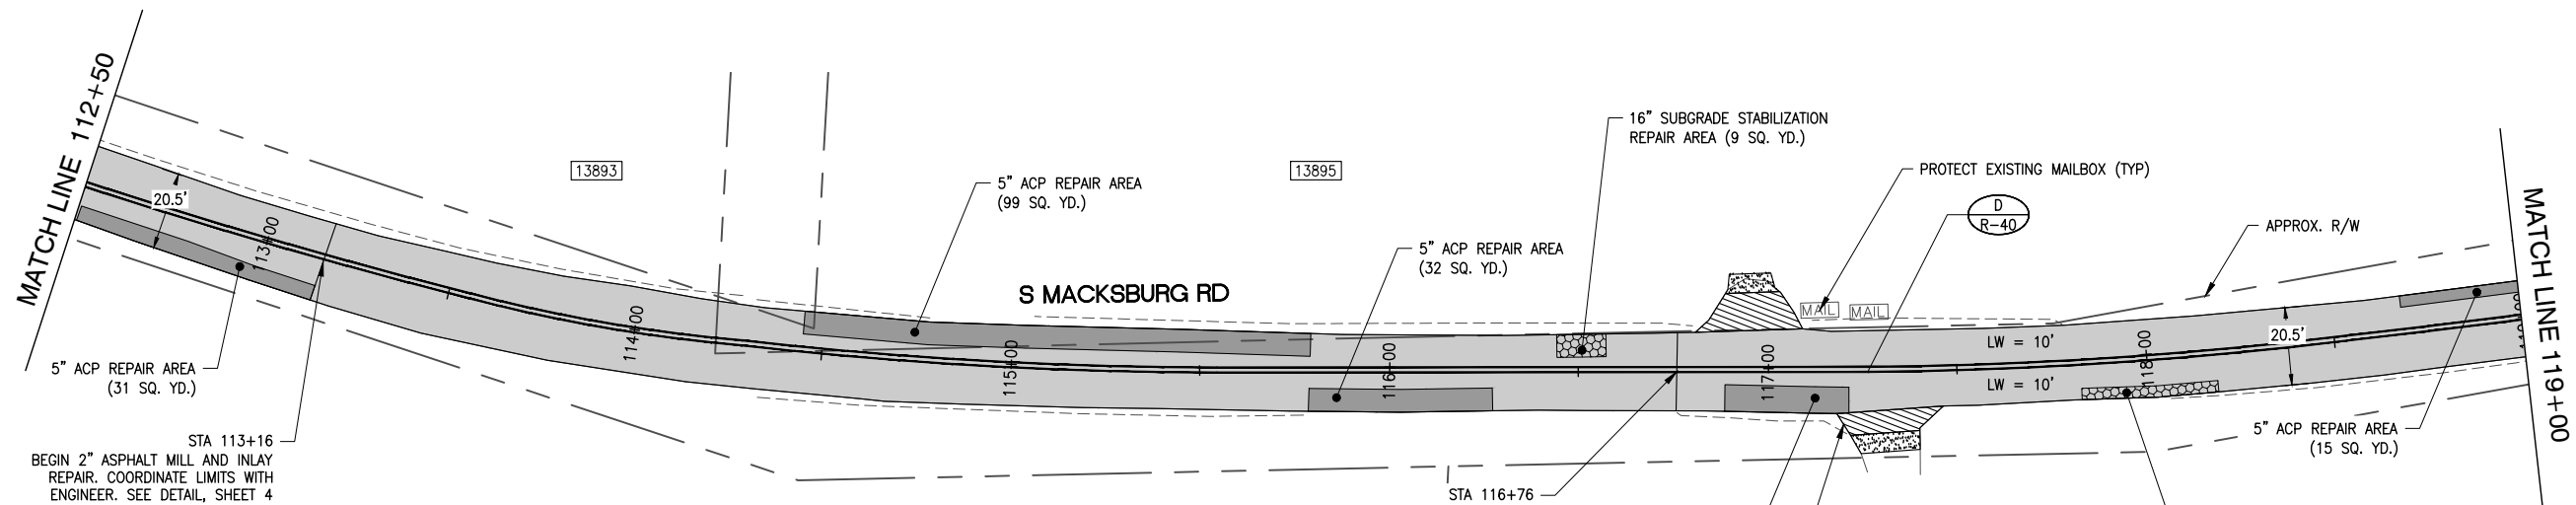 MATCH LINE 112+50
20.5'
113+00
5" ACP REPAIR AREA
(31 SQ. YD.)
STA 113+16
BEGIN 2" ASPHALT MILL AND INLAY
REPAIR. COORDINATE LIMITS WITH
ENGINEER. SEE DETAIL, SHEET 4
13893
114+00
5" ACP REPAIR AREA
(99 SQ. YD.)
115+00
S MACKSBURG RD
13895
5" ACP REPAIR AREA
(32 SQ. YD.)
116+00
16" SUBGRADE STABILIZATION
REPAIR AREA (9 SQ. YD.)
STA 116+76
PROTECT EXISTING MAILBOX (TYP)
MAIL
MAIL
117+00
D
R-40
LW = 10'
LW = 10'
118+00
APPROX. R/W
20.5'
5" ACP REPAIR AREA
(15 SQ. YD.)
MATCH LINE 119+00